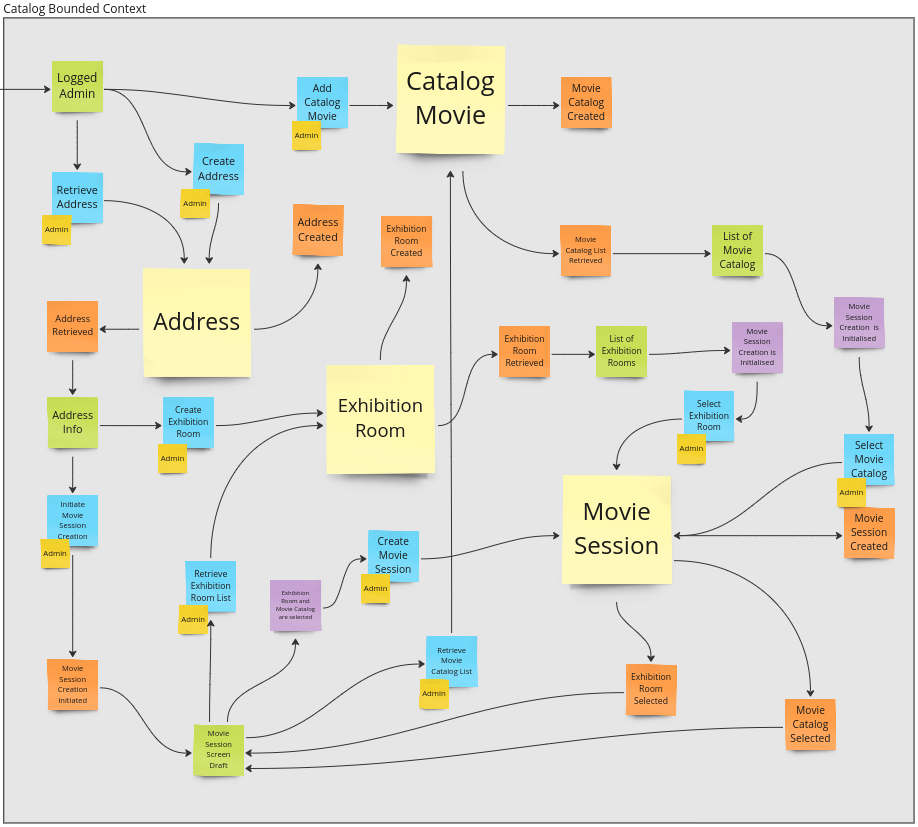 Catalog Bounded Context
Logged
Admin
Add
Catalog
Movie
Admin
Catalog
Movie
Movie
Catalog
Created
Create
Address
Admin
Retrieve
Address
Admin
Address
Created
Exhibition
Room
Created
Movie
Catalog List
Retrieved
List of
Movie
Catalog
Address
Address
Retrieved
Movie
Session
Creation is
Initialised
Exhibition
Room
Retrieved
List of
Exhibition
Rooms
Movie
Session
Creation is
Initialised
Exhibition
Room
Address
Info
Create
Exhibition
Room
Admin
Select
Exhibition
Room
Admin
Select
Movie
Catalog
Admin
Movie
Session
Movie
Session
Created
Initiate
Movie
Session
Creation
Admin
Create
Movie
Session
Admin
Retrieve
Exhibition
Room List
Admin
Exhibition
Room and
Movie Catalog
are selected
Retrieve
Movie
Catalog List
Admin
Movie
Session
Creation
Initiated
Exhibition
Room
Selected
Movie
Catalog
Selected
Movie
Session
Screen
Draft